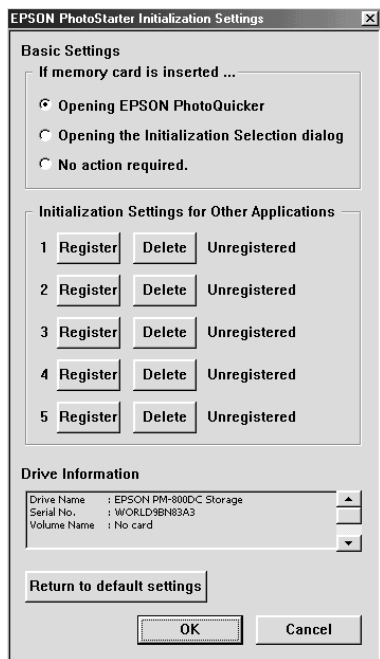 EPSON PhotoStarter Initialization Settings
Basic Settings
If memory card is inserted ...
Opening EPSON PhotoQuicker
Opening the Initialization Selection dialog
No action required.
Initialization Settings for Other Applications
1 Register Delete Unregistered
2 Register Delete Unregistered
3 Register Delete Unregistered
4 Register Delete Unregistered
5 Register Delete Unregistered
Drive Information
Drive Name : EPSON PM-800DC Storage
Serial No. : WORLD9BN83A3
Volume Name : No card
Return to default settings
OK Cancel